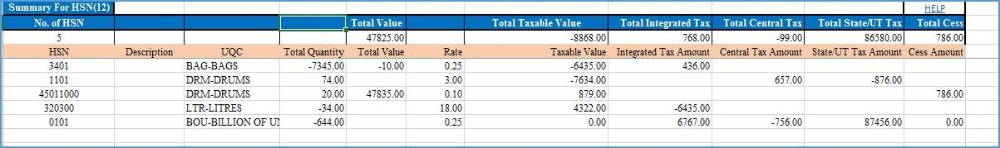 Summary For HSN(12) HELP
No. of HSN Total Value Total Taxable Value Total Integrated Tax Total Central Tax Total State/UT Tax Total Cess
5 47825.00 -8868.00 768.00 -99.00 86580.00 786.00
HSN Description UQC Total Quantity Total Value Rate Taxable Value Integrated Tax Amount Central Tax Amount State/UT Tax Amount Cess Amount
3401 BAG-BAGS -7345.00 -10.00 0.25 -6435.00 436.00
1101 DRM-DRUMS 74.00 3.00 -7634.00 657.00 -876.00
45011000 DRM-DRUMS 20.00 47835.00 0.10 879.00 786.00
320300 LTR-LITRES -34.00 18.00 4322.00 -6435.00
0101 BOU-BILLION OF UN -644.00 0.25 0.00 6767.00 -756.00 87456.00 0.00